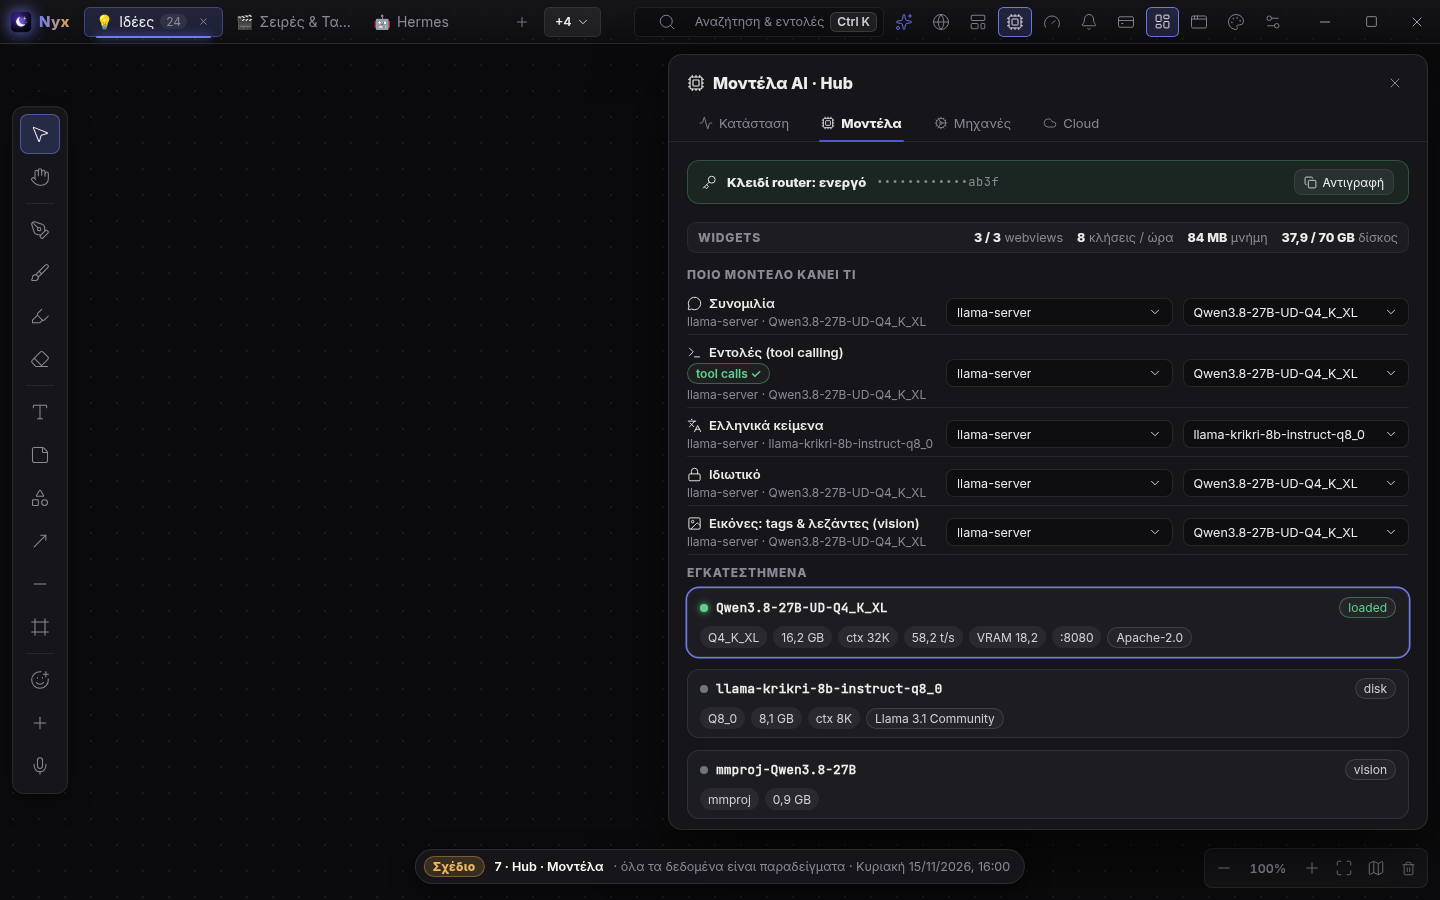 Nyx
💡 Ιδέες 24
🎬 Σειρές & Τα...
🤖 Hermes
+4
Αναζήτηση & εντολές Ctrl K
Μοντέλα AI · Hub
Κατάσταση Μοντέλα Μηχανές Cloud
Κλειδί router: ενεργό ••••••••••••ab3f Αντιγραφή
WIDGETS 3 / 3 webviews 8 κλήσεις / ώρα 84 MB μνήμη 37,9 / 70 GB δίσκος
ΠΟΙΟ ΜΟΝΤΕΛΟ ΚΑΝΕΙ ΤΙ
Συνομιλία
llama-server · Qwen3.8-27B-UD-Q4_K_XL
llama-server
Qwen3.8-27B-UD-Q4_K_XL
Εντολές (tool calling)
tool calls ✓
llama-server · Qwen3.8-27B-UD-Q4_K_XL
llama-server
Qwen3.8-27B-UD-Q4_K_XL
Ελληνικά κείμενα
llama-server · llama-krikri-8b-instruct-q8_0
llama-server
llama-krikri-8b-instruct-q8_0
Ιδιωτικό
llama-server · Qwen3.8-27B-UD-Q4_K_XL
llama-server
Qwen3.8-27B-UD-Q4_K_XL
Εικόνες: tags & λεζάντες (vision)
llama-server · Qwen3.8-27B-UD-Q4_K_XL
llama-server
Qwen3.8-27B-UD-Q4_K_XL
ΕΓΚΑΤΕΣΤΗΜΕΝΑ
Qwen3.8-27B-UD-Q4_K_XL loaded
Q4_K_XL 16,2 GB ctx 32K 58,2 t/s VRAM 18,2 :8080 Apache-2.0
llama-krikri-8b-instruct-q8_0 disk
Q8_0 8,1 GB ctx 8K Llama 3.1 Community
mmproj-Qwen3.8-27B vision
mmproj 0,9 GB
Σχέδιο 7 · Hub · Μοντέλα · όλα τα δεδομένα είναι παραδείγματα · Κυριακή 15/11/2026, 16:00
100%